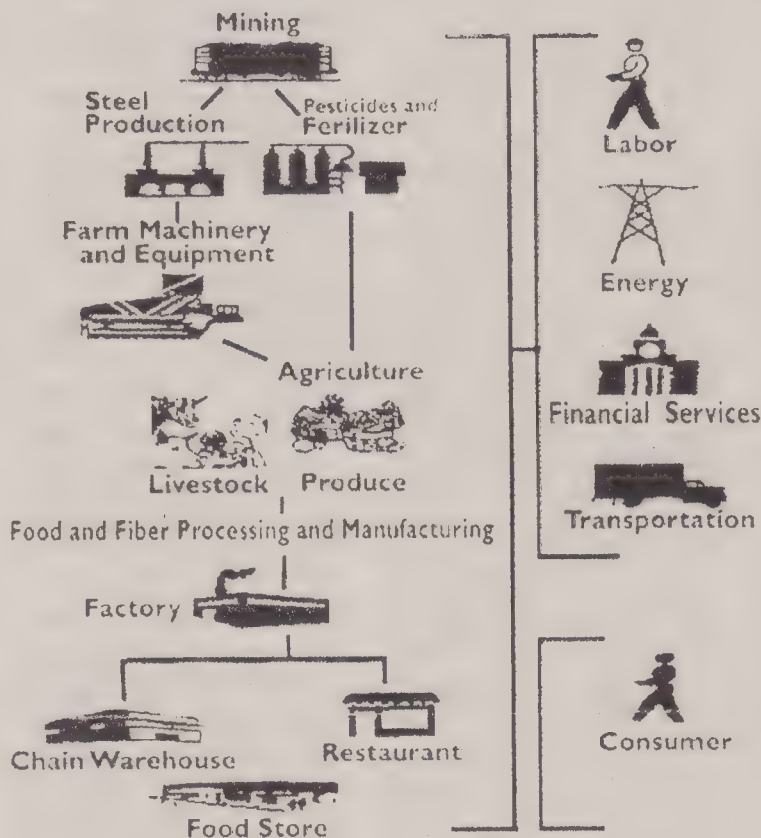 Mining
Steel
Production
Pesticides and
Ferilizer
Farm Machinery
and Equipment
Agriculture
Livestock
Produce
Food and Fiber Processing and Manufacturing
Factory
Chain Warehouse
Restaurant
Food Store
Labor
Energy
Financial Services
Transportation
Consumer